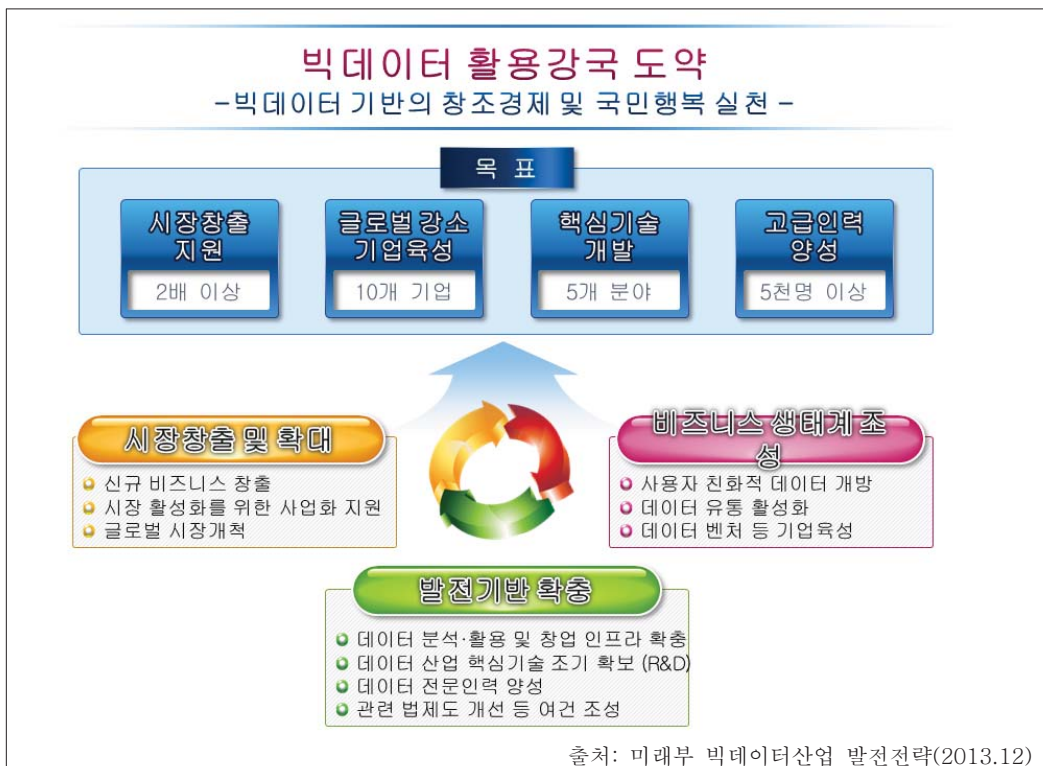 빅데이터 활용강국 도약
-빅데이터 기반의 창조경제 및 국민행복 실천 -
목 표
시장창출
지원
2배 이상
글로벌 강소
기업육성
10개 기업
핵심기술
개발
5개 분야
고급인력
양성
5천명 이상
시장창출 및 확대
신규 비즈니스 창출
시장 활성화를 위한 사업화 지원
글로벌 시장개척
비즈니스 생태계 조
성
사용자 친화적 데이터 개방
데이터 유통 활성화
데이터 벤처 등 기업육성
발전기반 확충
데이터 분석·활용 및 창업 인프라 확충
데이터 산업 핵심기술 조기 확보 (R&D)
데이터 전문인력 양성
관련 법제도 개선 등 여건 조성
출처: 미래부 빅데이터산업 발전전략(2013.12)